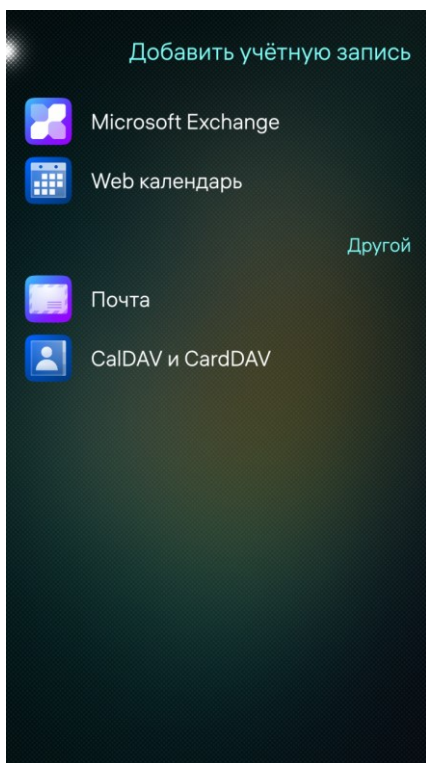 Добавить учётную запись
Microsoft Exchange
Web календарь
Другой
Почта
CalDAV и CardDAV